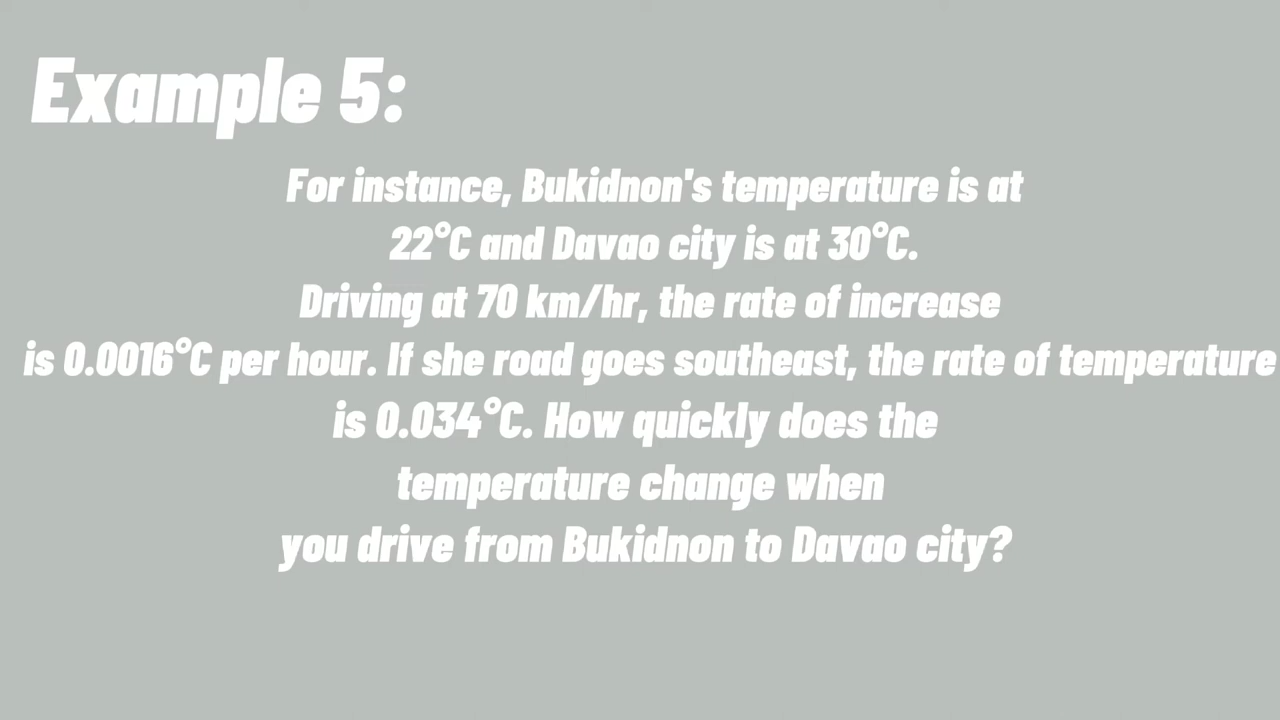 Example 5:
For instance, Bukidnon's temperature is at
22°C and Davao city is at 30°C.
Driving at 70 km/hr, the rate of increase
is 0.0016°C per hour. If she road goes southeast, the rate of temperature
is 0.034°C. How quickly does the
temperature change when
you drive from Bukidnon to Davao city?